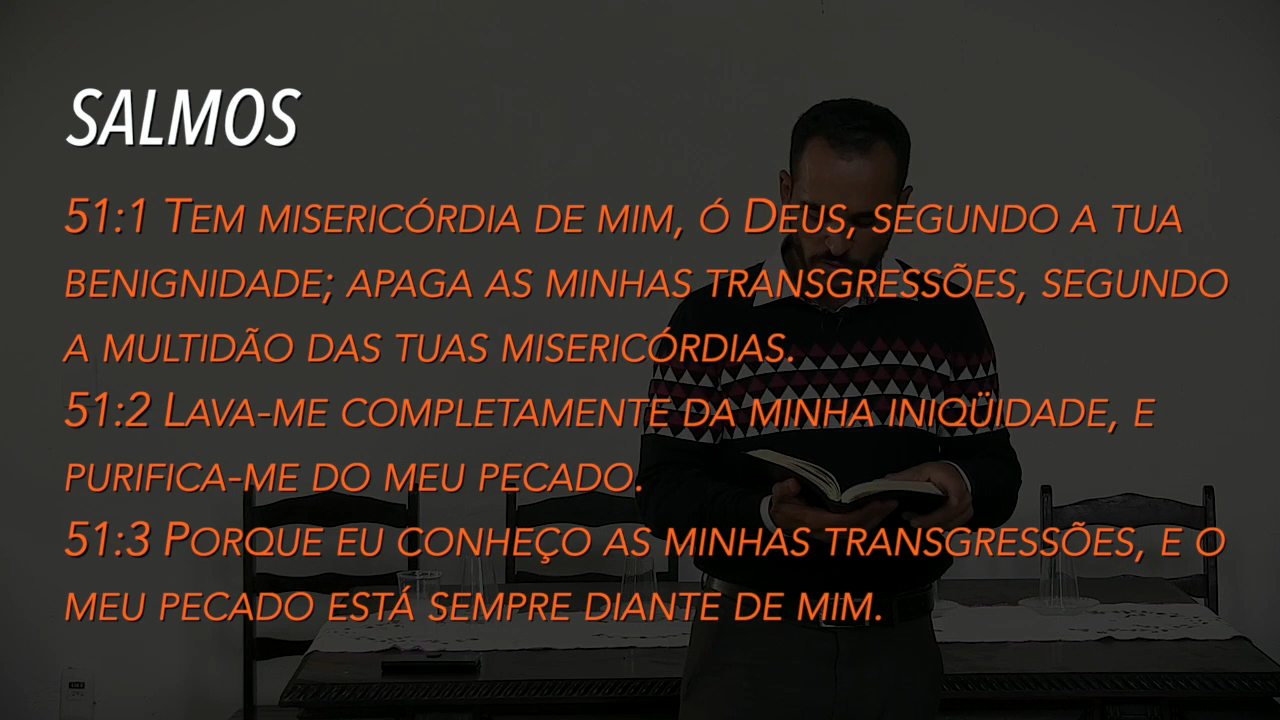 SALMOS
51:1 Tem misericórdia de mim, ó Deus, segundo a tua
benignidade; apaga as minhas transgressões, segundo
a multidão das tuas misericórdias.
51:2 Lava-me completamente da minha iniqüidade, e
purifica-me do meu pecado.
51:3 Porque eu conheço as minhas transgressões, e o
meu pecado está sempre diante de mim.